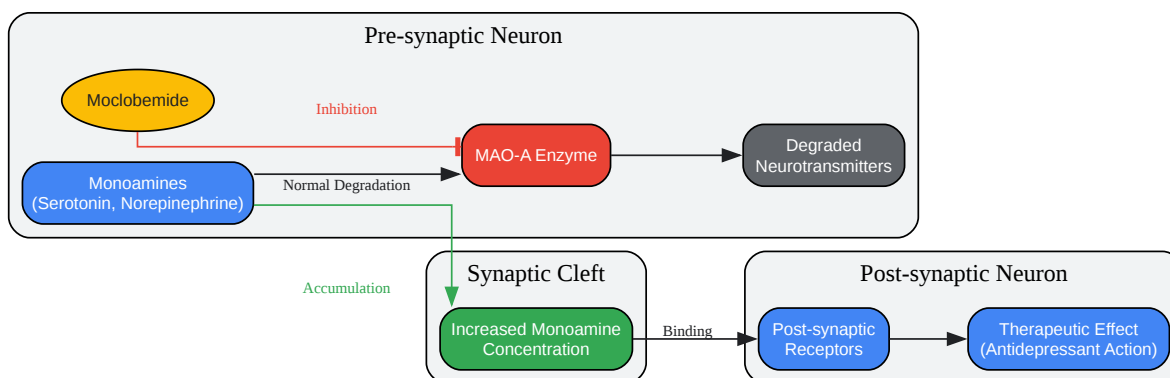 Pre-synaptic Neuron
Moclobemide
Inhibition
MAO-A Enzyme
Degraded
Neurotransmitters
Monoamines
(Serotonin, Norepinephrine)
Normal Degradation
Accumulation
Synaptic Cleft
Increased Monoamine
Concentration
Binding
Post-synaptic Neuron
Post-synaptic
Receptors
Therapeutic Effect
(Antidepressant Action)